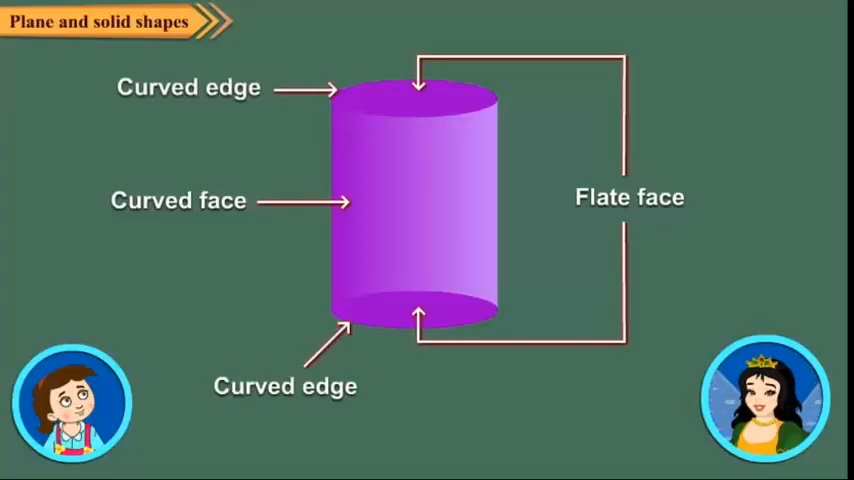 Plane and solid shapes
Curved edge
Curved face
Flate face
Curved edge